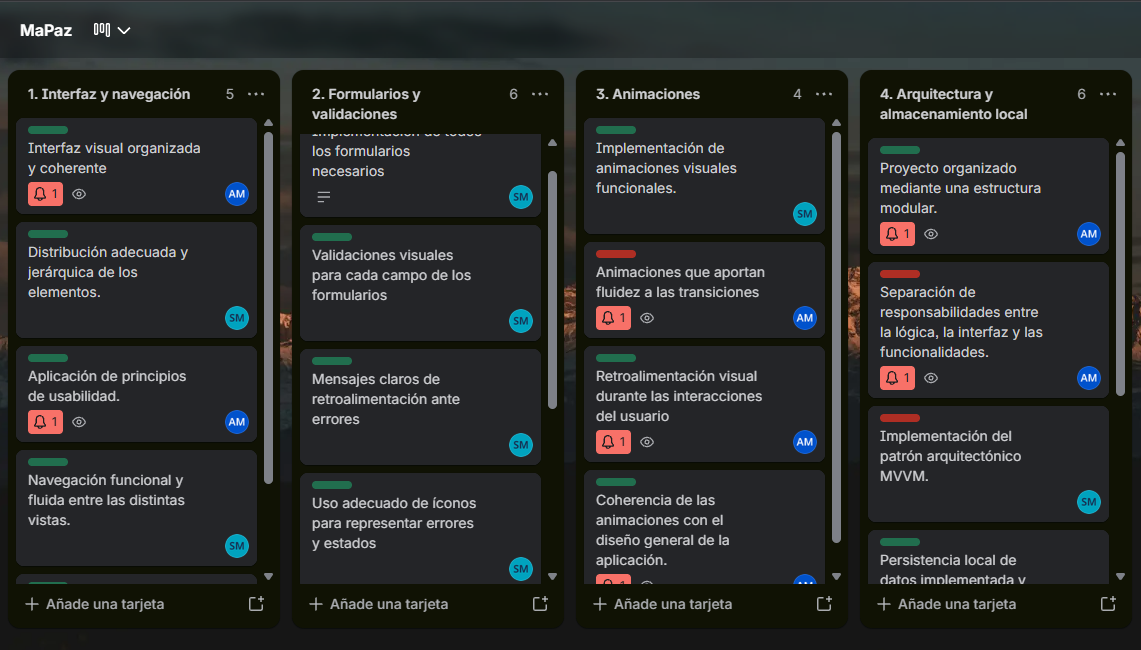 MaPaz
1. Interfaz y navegación 5
Interfaz visual organizada
y coherente
1
AM
Distribución adecuada y
jerárquica de los
elementos.
SM
Aplicación de principios
de usabilidad.
1
AM
Navegación funcional y
fluida entre las distintas
vistas.
SM
+ Añade una tarjeta
2. Formularios y 6
validaciones
Implementación de todos
los formularios
necesarios
SM
Validaciones visuales
para cada campo de los
formularios
SM
Mensajes claros de
retroalimentación ante
errores
SM
Uso adecuado de íconos
para representar errores
y estados
SM
+ Añade una tarjeta
3. Animaciones 4
Implementación de
animaciones visuales
funcionales.
SM
Animaciones que aportan
fluidez a las transiciones
1
AM
Retroalimentación visual
durante las interacciones
del usuario
1
AM
Coherencia de las
animaciones con el
diseño general de la
aplicación.
1
AM
+ Añade una tarjeta
4. Arquitectura y 6
almacenamiento local
Proyecto organizado
mediante una estructura
modular.
1
AM
Separación de
responsabilidades entre
la lógica, la interfaz y las
funcionalidades.
1
AM
Implementación del
patrón arquitectónico
MVVM.
SM
Persistencia local de
datos implementada y
+ Añade una tarjeta